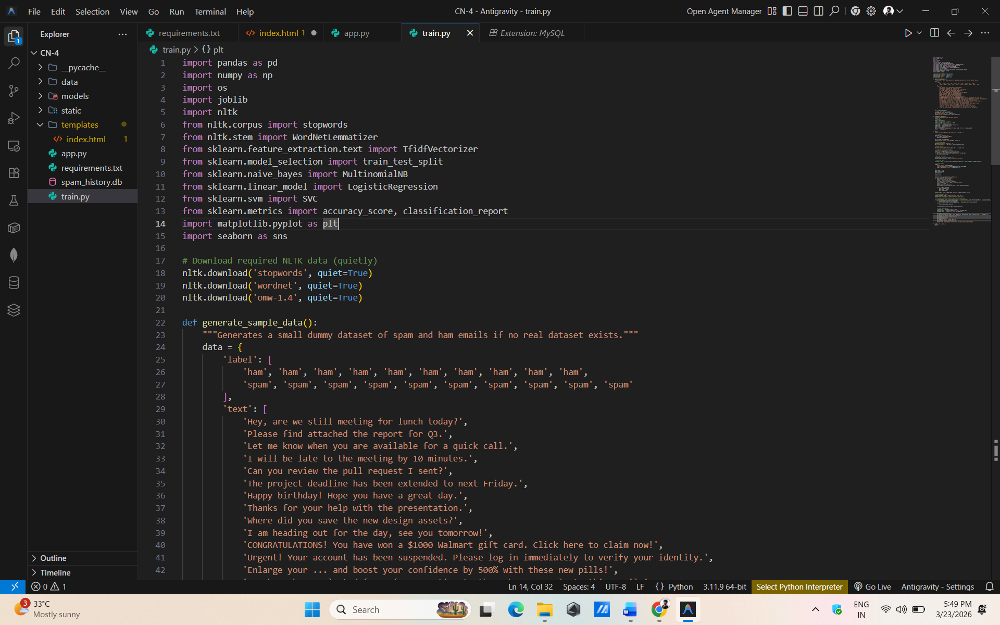 File Edit Selection View Go Run Terminal Help
CN-4 - Antigravity - train.py
Open Agent Manager
Explorer
requirements.txt
index.html 1
app.py
train.py
Extension: MySQL
train.py > {} plt
CN-4
__pycache__
data
models
static
templates
index.html 1
app.py
requirements.txt
spam_history.db
train.py
Outline
Timeline
1 import pandas as pd
2 import numpy as np
3 import os
4 import joblib
5 import nltk
6 from nltk.corpus import stopwords
7 from nltk.stem import WordNetLemmatizer
8 from sklearn.feature_extraction.text import TfidfVectorizer
9 from sklearn.model_selection import train_test_split
10 from sklearn.naive_bayes import MultinomialNB
11 from sklearn.linear_model import LogisticRegression
12 from sklearn.svm import SVC
13 from sklearn.metrics import accuracy_score, classification_report
14 import matplotlib.pyplot as plt
15 import seaborn as sns
16
17 # Download required NLTK data (quietly)
18 nltk.download('stopwords', quiet=True)
19 nltk.download('wordnet', quiet=True)
20 nltk.download('omw-1.4', quiet=True)
21
22 def generate_sample_data():
23 """Generates a small dummy dataset of spam and ham emails if no real dataset exists."""
24 data = {
25 'label': [
26 'ham', 'ham', 'ham', 'ham', 'ham', 'ham', 'ham', 'ham', 'ham', 'ham',
27 'spam', 'spam', 'spam', 'spam', 'spam', 'spam', 'spam', 'spam', 'spam', 'spam'
28 ],
29 'text': [
30 'Hey, are we still meeting for lunch today?',
31 'Please find attached the report for Q3.',
32 'Let me know when you are available for a quick call.',
33 'I will be late to the meeting by 10 minutes.',
34 'Can you review the pull request I sent?',
35 'The project deadline has been extended to next Friday.',
36 'Happy birthday! Hope you have a great day.',
37 'Thanks for your help with the presentation.',
38 'Where did you save the new design assets?',
39 'I am heading out for the day, see you tomorrow!',
40 'CONGRATULATIONS! You have won a $1000 Walmart gift card. Click here to claim now!',
41 'Urgent! Your account has been suspended. Please log in immediately to verify your identity.',
42 'Enlarge your ... and boost your confidence by 500% with these new pills!',
0 1
Ln 14, Col 32 Spaces: 4 UTF-8 LF {} Python 3.11.9 64-bit Select Python Interpreter Go Live Antigravity - Settings
3
33°C
Mostly sunny
Search
ENG
IN
5:49 PM
3/23/2026